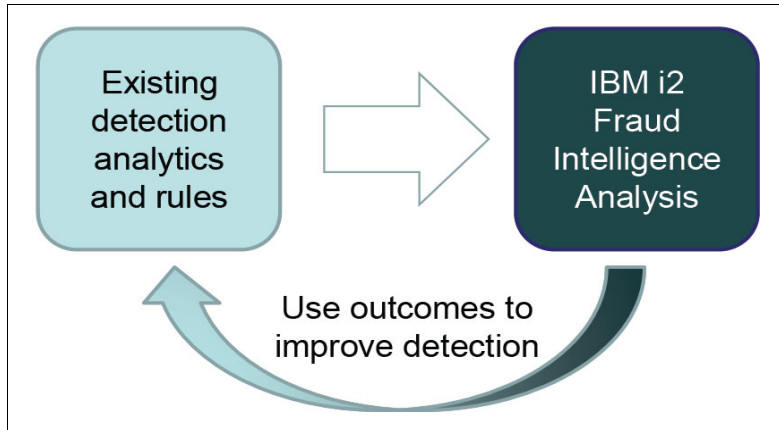 Existing
detection
analytics
and rules
IBM i2
Fraud
Intelligence
Analysis
Use outcomes to
improve detection